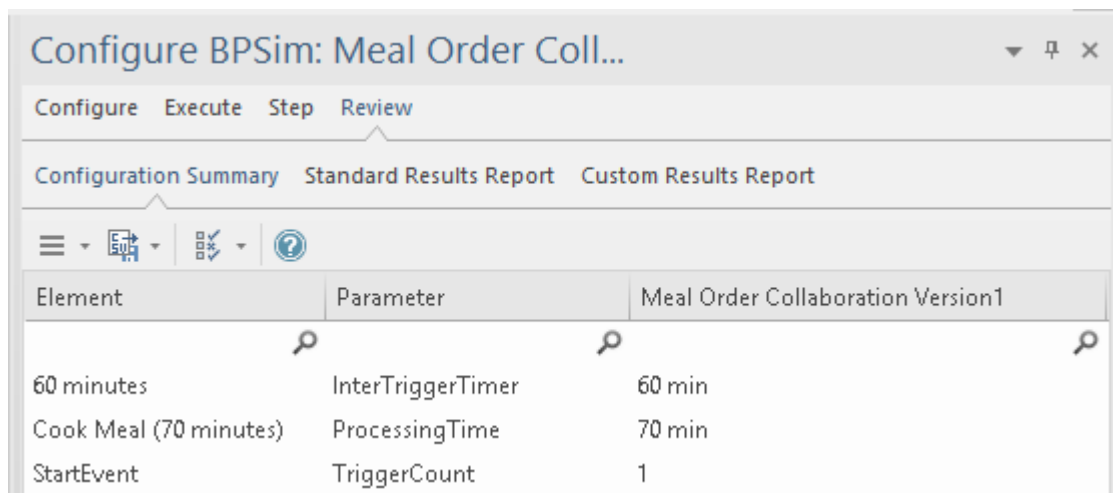 Configure BPSim: Meal Order Coll...
Configure Execute Step Review
Configuration Summary Standard Results Report Custom Results Report
Element Parameter Meal Order Collaboration Version1
60 minutes InterTriggerTimer 60 min
Cook Meal (70 minutes) ProcessingTime 70 min
StartEvent TriggerCount 1